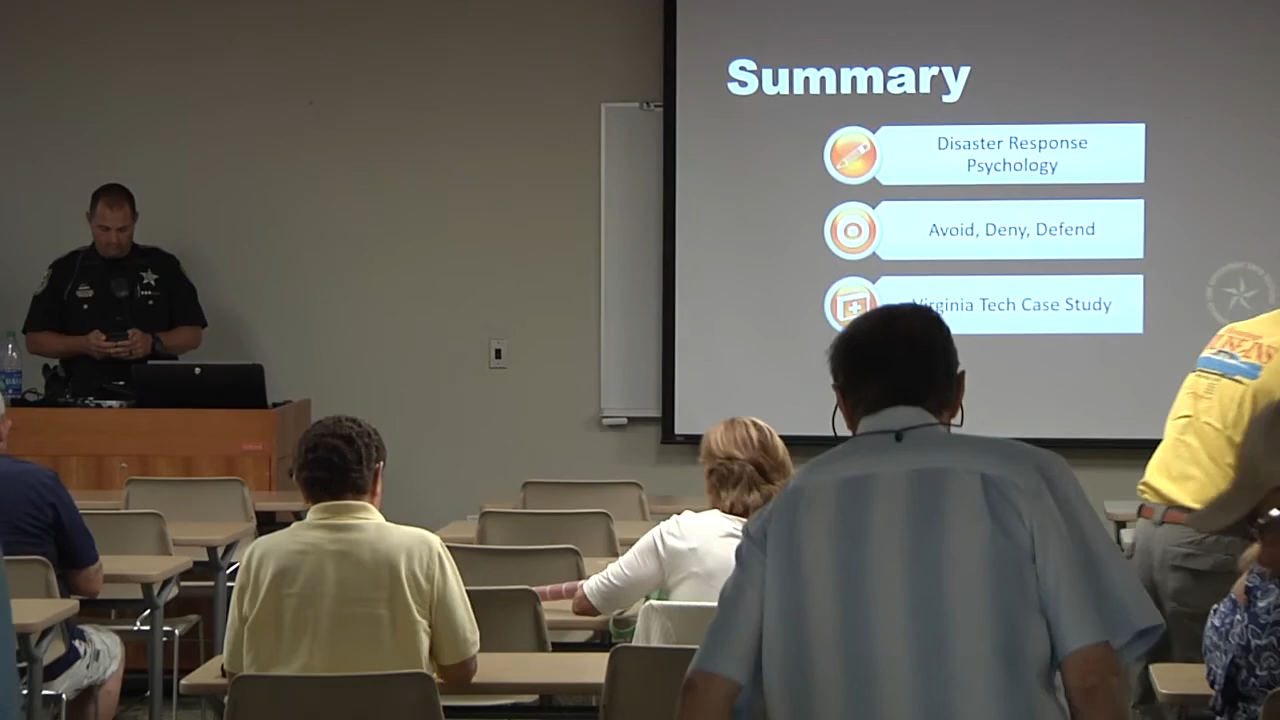 Summary
Disaster Response
Psychology
Avoid, Deny, Defend
Virginia Tech Case Study